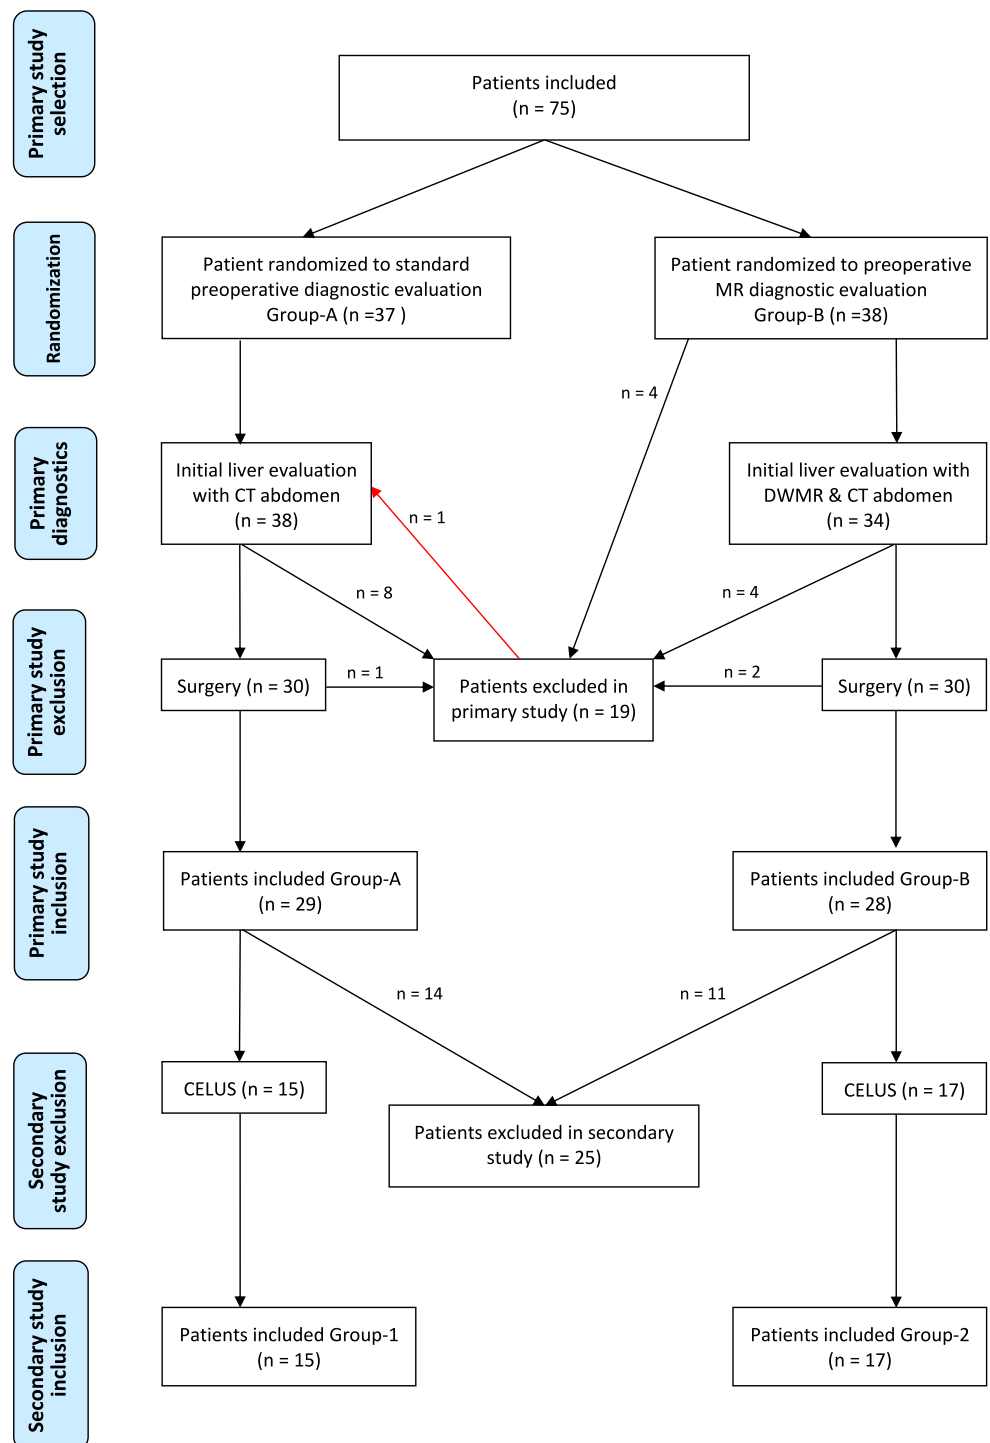 Primary study
selection
Patients included
(n = 75)
Randomization
Patient randomized to standard
preoperative diagnostic evaluation
Group-A (n =37 )
Patient randomized to preoperative
MR diagnostic evaluation
Group-B (n =38)
n = 4
Primary
diagnostics
Initial liver evaluation
with CT abdomen
(n = 38)
n = 1
Initial liver evaluation with
DWMR & CT abdomen
(n = 34)
n = 8
n = 4
Primary study
exclusion
Surgery (n = 30)
n = 1
Patients excluded in
primary study (n = 19)
n = 2
Surgery (n = 30)
Primary study
inclusion
Patients included Group-A
(n = 29)
Patients included Group-B
(n = 28)
n = 14
n = 11
Secondary
study exclusion
CELUS (n = 15)
Patients excluded in secondary
study (n = 25)
CELUS (n = 17)
Secondary study
inclusion
Patients included Group-1
(n = 15)
Patients included Group-2
(n = 17)